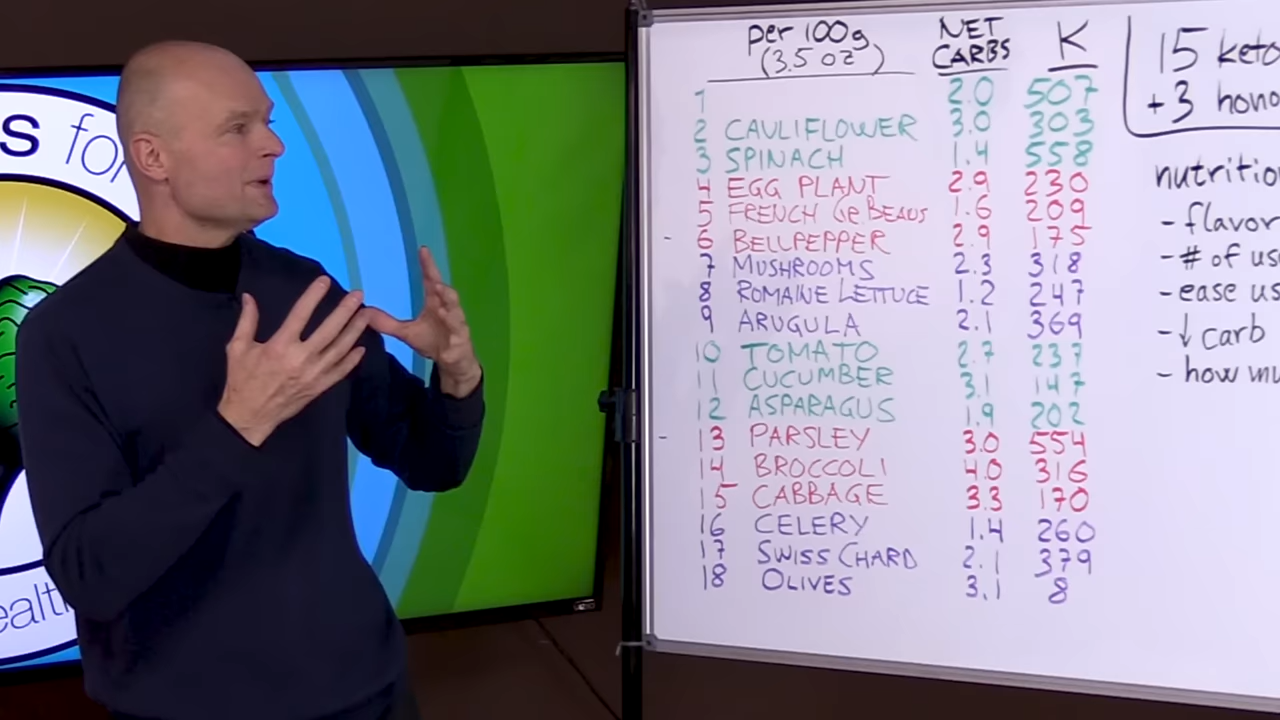 s for
ealth
per 100g
(3.5 oz)
NET
CARBS
K
1 2.0 507
2 CAULIFLOWER 3.0 303
3 SPINACH 1.4 558
4 EGG PLANT 2.9 230
5 FRENCH Gr BEANS 1.6 209
- 6 BELLPEPPER 2.9 175
7 MUSHROOMS 2.3 318
8 ROMAINE LETTUCE 1.2 247
9 ARUGULA 2.1 369
10 TOMATO 2.7 237
11 CUCUMBER 3.1 147
12 ASPARAGUS 1.9 202
- 13 PARSLEY 3.0 554
14 BROCCOLI 4.0 316
15 CABBAGE 3.3 170
16 CELERY 1.4 260
17 SWISS CHARD 2.1 379
18 OLIVES 3.1 8
15 keto
+3 hono
nutrition
- flavor
- # of us
- ease us
- ↓ carb
- how mu